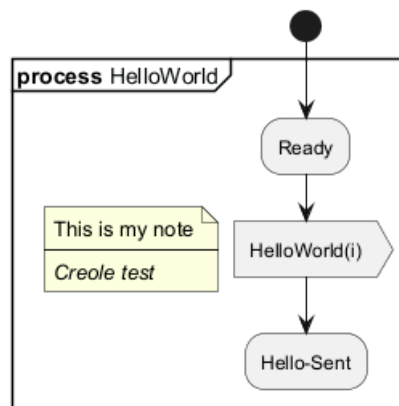 process HelloWorld
Ready
This is my note
HelloWorld(i)
Creole test
Hello-Sent